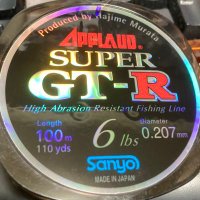 Produced by Hajime Murata
APPLAUD
SUPER
GT-R
High Abrasion Resistant Fishing Line
Length
100m
110 yds
6 lbs
Diameter
0.207mm
Sanyo
MADE IN JAPAN